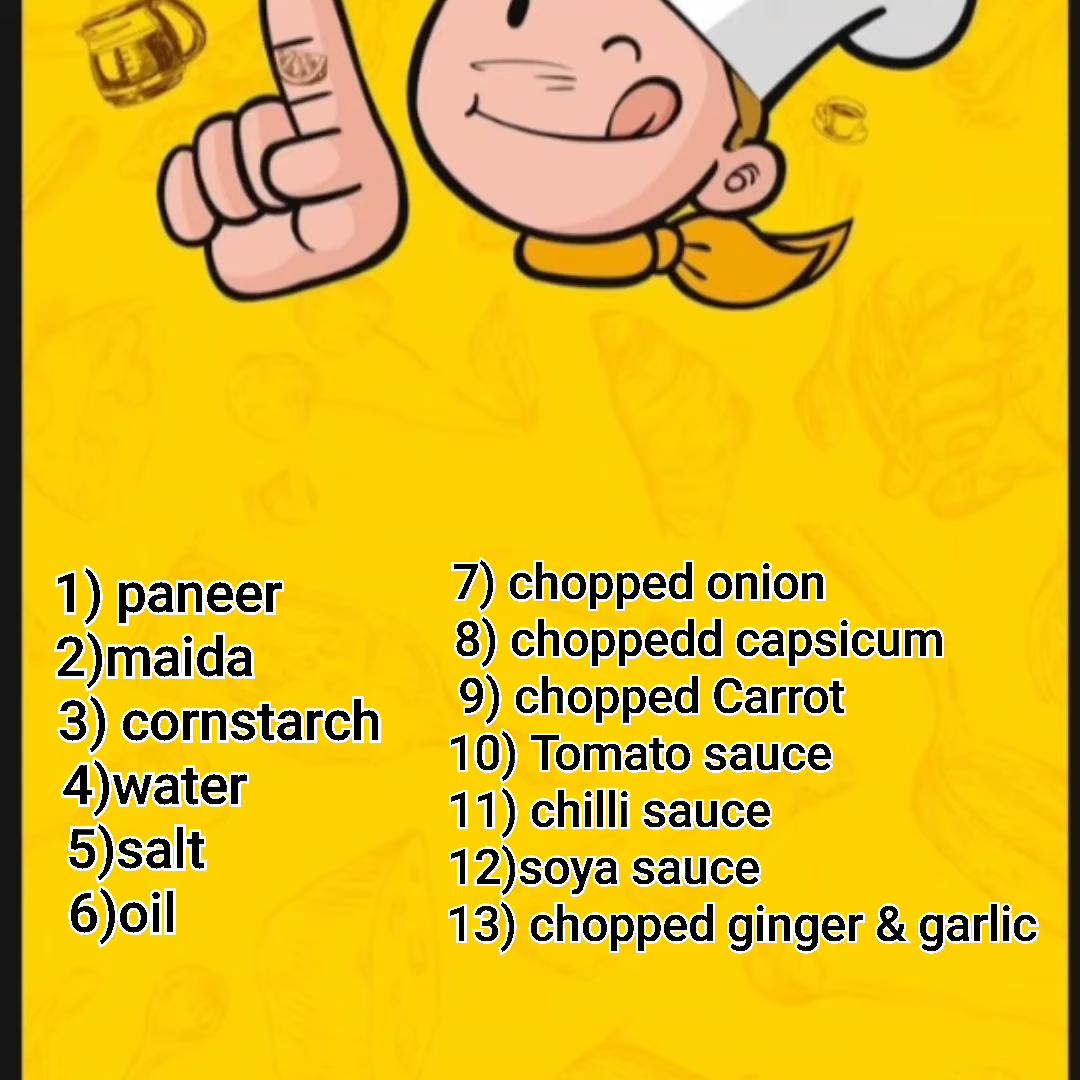 1) paneer
2)maida
3) cornstarch
4)water
5)salt
6)oil
7) chopped onion
8) choppedd capsicum
9) chopped Carrot
10) Tomato sauce
11) chilli sauce
12)soya sauce
13) chopped ginger & garlic